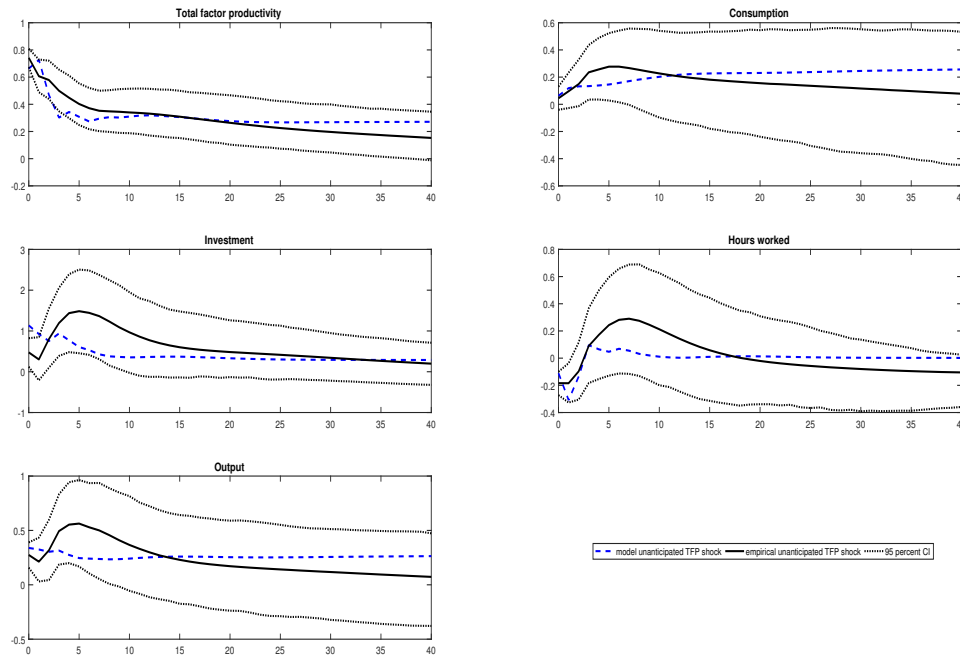 Total factor productivity
1
0.8
0.6
0.4
0.2
0
-0.2
0 5 10 15 20 25 30 35 40
Consumption
0.6
0.4
0.2
0
-0.2
-0.4
-0.6
0 5 10 15 20 25 30 35 40
Investment
3
2
1
0
-1
0 5 10 15 20 25 30 35 40
Hours worked
0.8
0.6
0.4
0.2
0
-0.2
-0.4
0 5 10 15 20 25 30 35 40
Output
1
0.5
0
-0.5
0 5 10 15 20 25 30 35 40
model unanticipated TFP shock empirical unanticipated TFP shock 95 percent CI